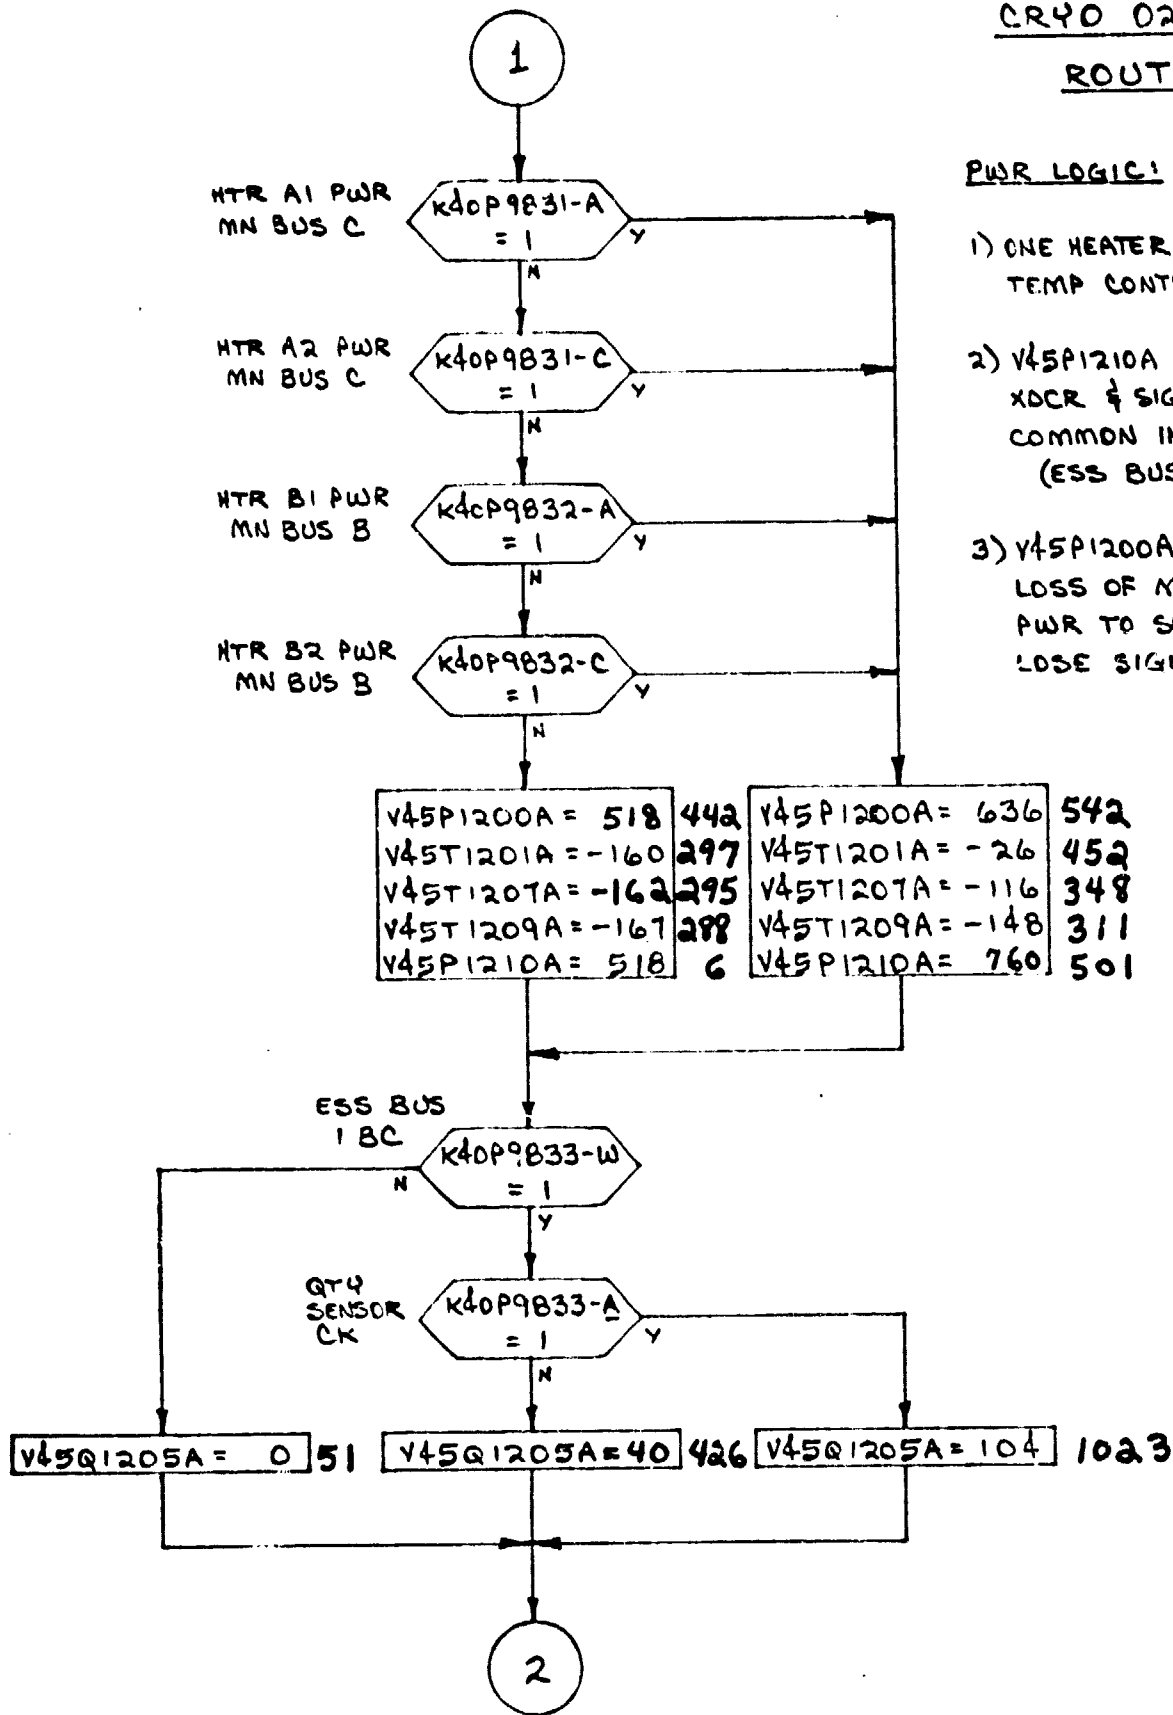 CRYO 02
ROUT
1
PWR LOGIC:
HTR A1 PWR
MN BUS C
K40P9831-A
= 1
Y
N
1) ONE HEATER
TEMP CONT
HTR A2 PWR
MN BUS C
K40P9831-C
= 1
Y
N
2) V45P1210A
XDCR & SIG
COMMON IN
(ESS BUS
HTR B1 PWR
MN BUS B
K40P9832-A
= 1
Y
N
3) V45P1200A
LOSS OF N
PWR TO S
LOSE SIG
HTR B2 PWR
MN BUS B
K40P9832-C
= 1
Y
N
V45P1200A = 518 442
V45T1201A = -160 297
V45T1207A = -162 295
V45T1209A = -167 288
V45P1210A = 518 6
V45P1200A = 636 542
V45T1201A = -26 452
V45T1207A = -116 348
V45T1209A = -148 311
V45P1210A = 760 501
ESS BUS
1 BC
K40P9833-W
= 1
N
Y
QTY
SENSOR
CK
K40P9833-A
= 1
Y
N
V45Q1205A = 0 51
V45Q1205A = 40 426
V45Q1205A = 104 1023
2